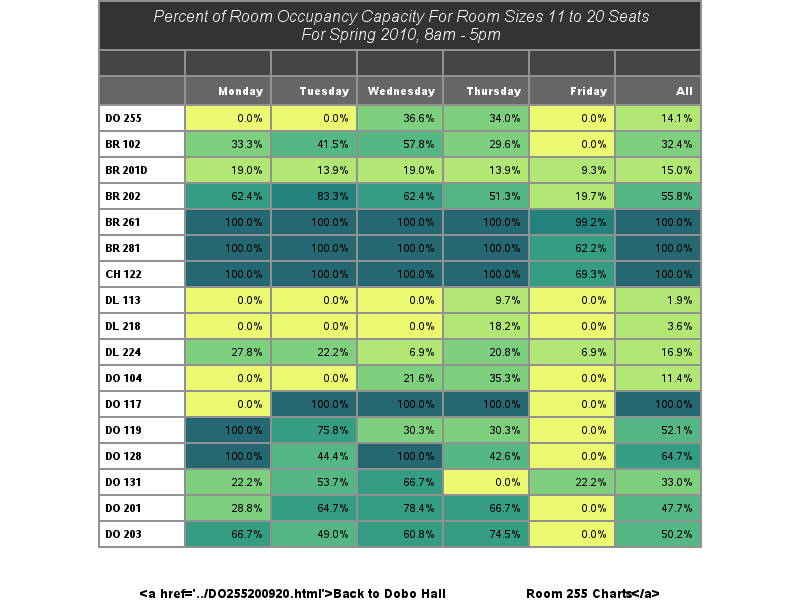 Percent of Room Occupancy Capacity For Room Sizes 11 to 20 Seats
For Spring 2010, 8am - 5pm
Monday Tuesday Wednesday Thursday Friday All
DO 255 0.0% 0.0% 36.6% 34.0% 0.0% 14.1%
BR 102 33.3% 41.5% 57.8% 29.6% 0.0% 32.4%
BR 201D 19.0% 13.9% 19.0% 13.9% 9.3% 15.0%
BR 202 62.4% 83.3% 62.4% 51.3% 19.7% 55.8%
BR 261 100.0% 100.0% 100.0% 100.0% 99.2% 100.0%
BR 281 100.0% 100.0% 100.0% 100.0% 62.2% 100.0%
CH 122 100.0% 100.0% 100.0% 100.0% 69.3% 100.0%
DL 113 0.0% 0.0% 0.0% 9.7% 0.0% 1.9%
DL 218 0.0% 0.0% 0.0% 18.2% 0.0% 3.6%
DL 224 27.8% 22.2% 6.9% 20.8% 6.9% 16.9%
DO 104 0.0% 0.0% 21.6% 35.3% 0.0% 11.4%
DO 117 0.0% 100.0% 100.0% 100.0% 0.0% 100.0%
DO 119 100.0% 75.8% 30.3% 30.3% 0.0% 52.1%
DO 128 100.0% 44.4% 100.0% 42.6% 0.0% 64.7%
DO 131 22.2% 53.7% 66.7% 0.0% 22.2% 33.0%
DO 201 28.8% 64.7% 78.4% 66.7% 0.0% 47.7%
DO 203 66.7% 49.0% 60.8% 74.5% 0.0% 50.2%
<a href='../DO255200920.html'>Back to Dobo Hall Room 255 Charts</a>